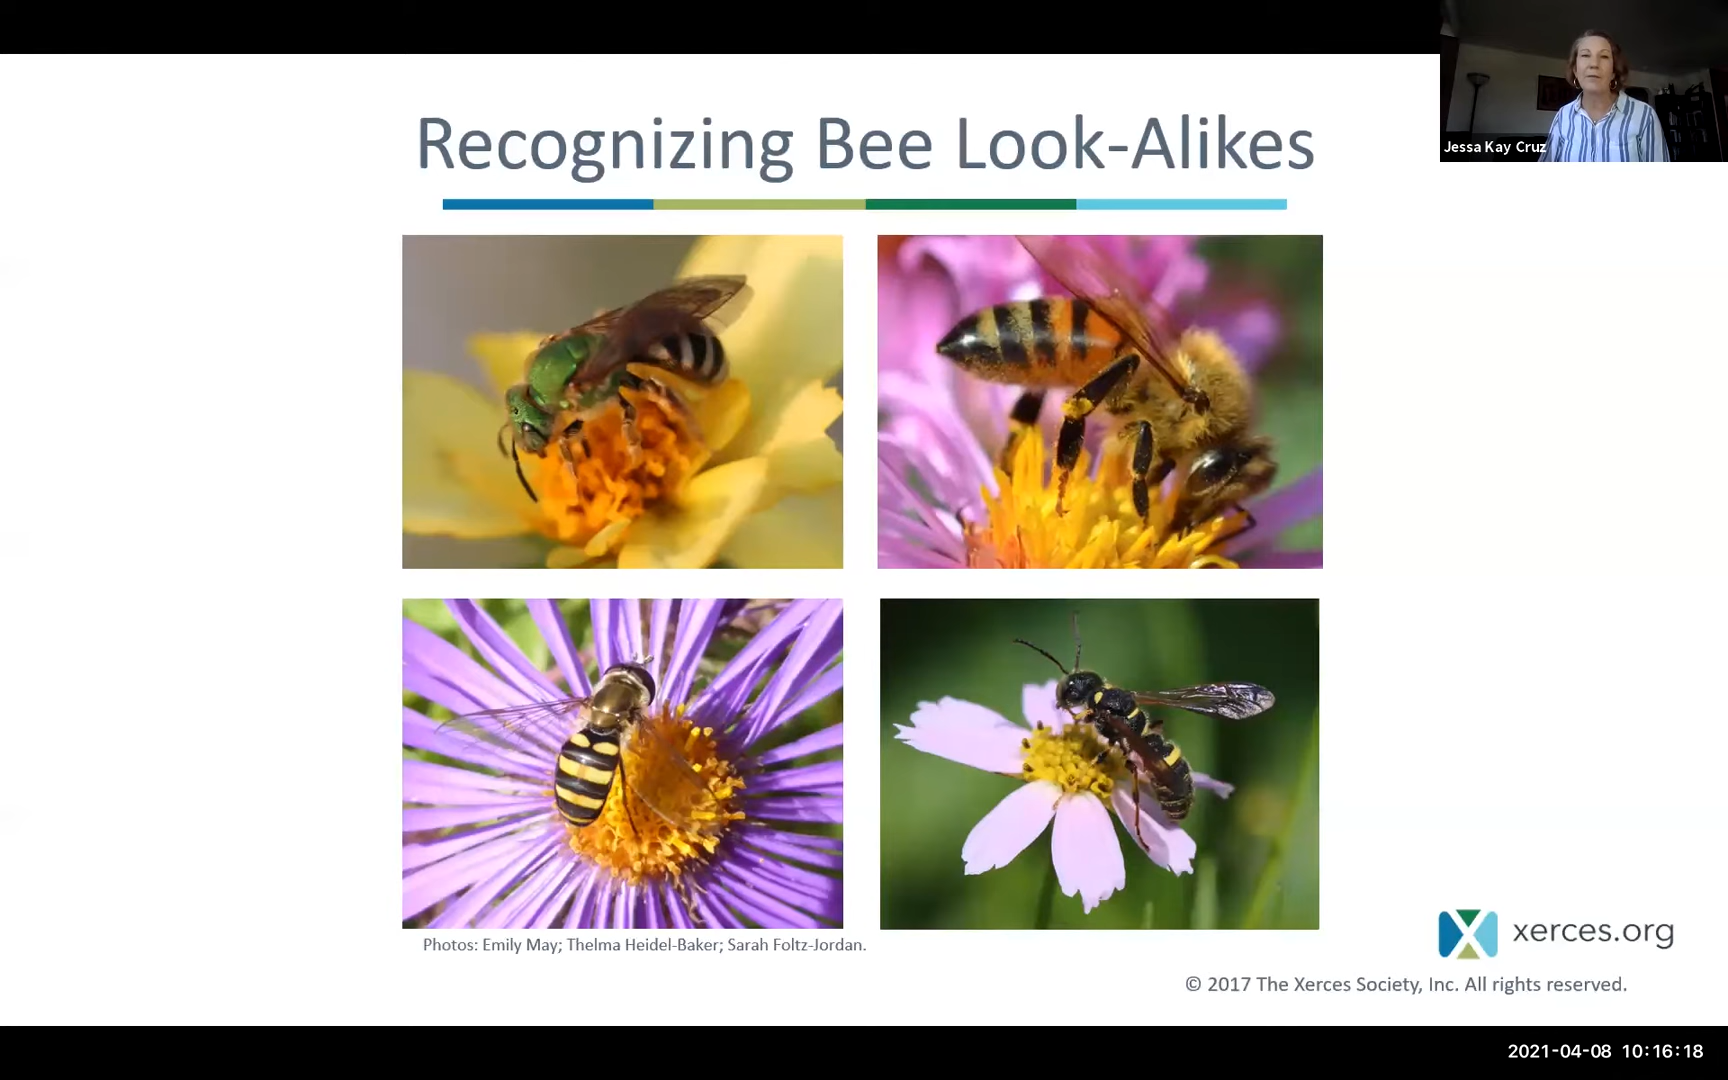 Jessa Kay Cruz
Recognizing Bee Look-Alikes
Photos: Emily May; Thelma Heidel-Baker; Sarah Foltz-Jordan.
xerces.org
© 2017 The Xerces Society, Inc. All rights reserved.
2021-04-08 10:16:18